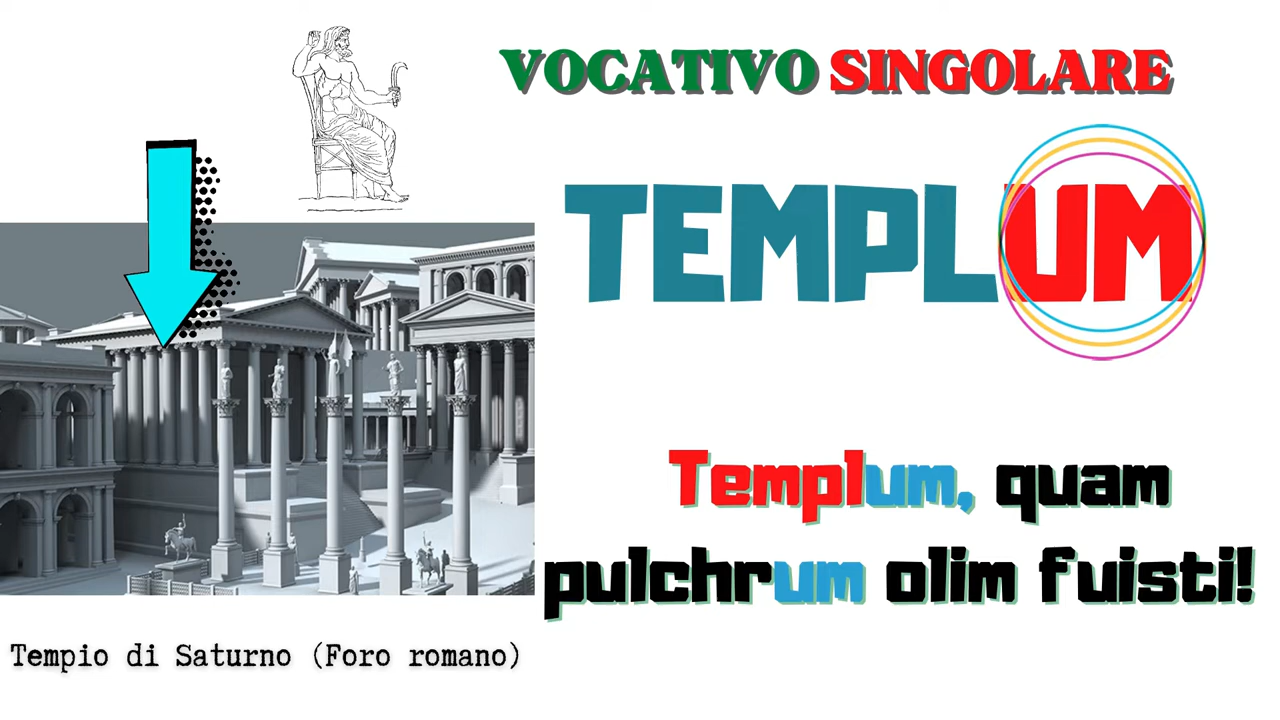 VOCATIVO SINGOLARE
TEMPLUM
Templum, quam
pulchrum olim fuisti!
Tempio di Saturno (Foro romano)